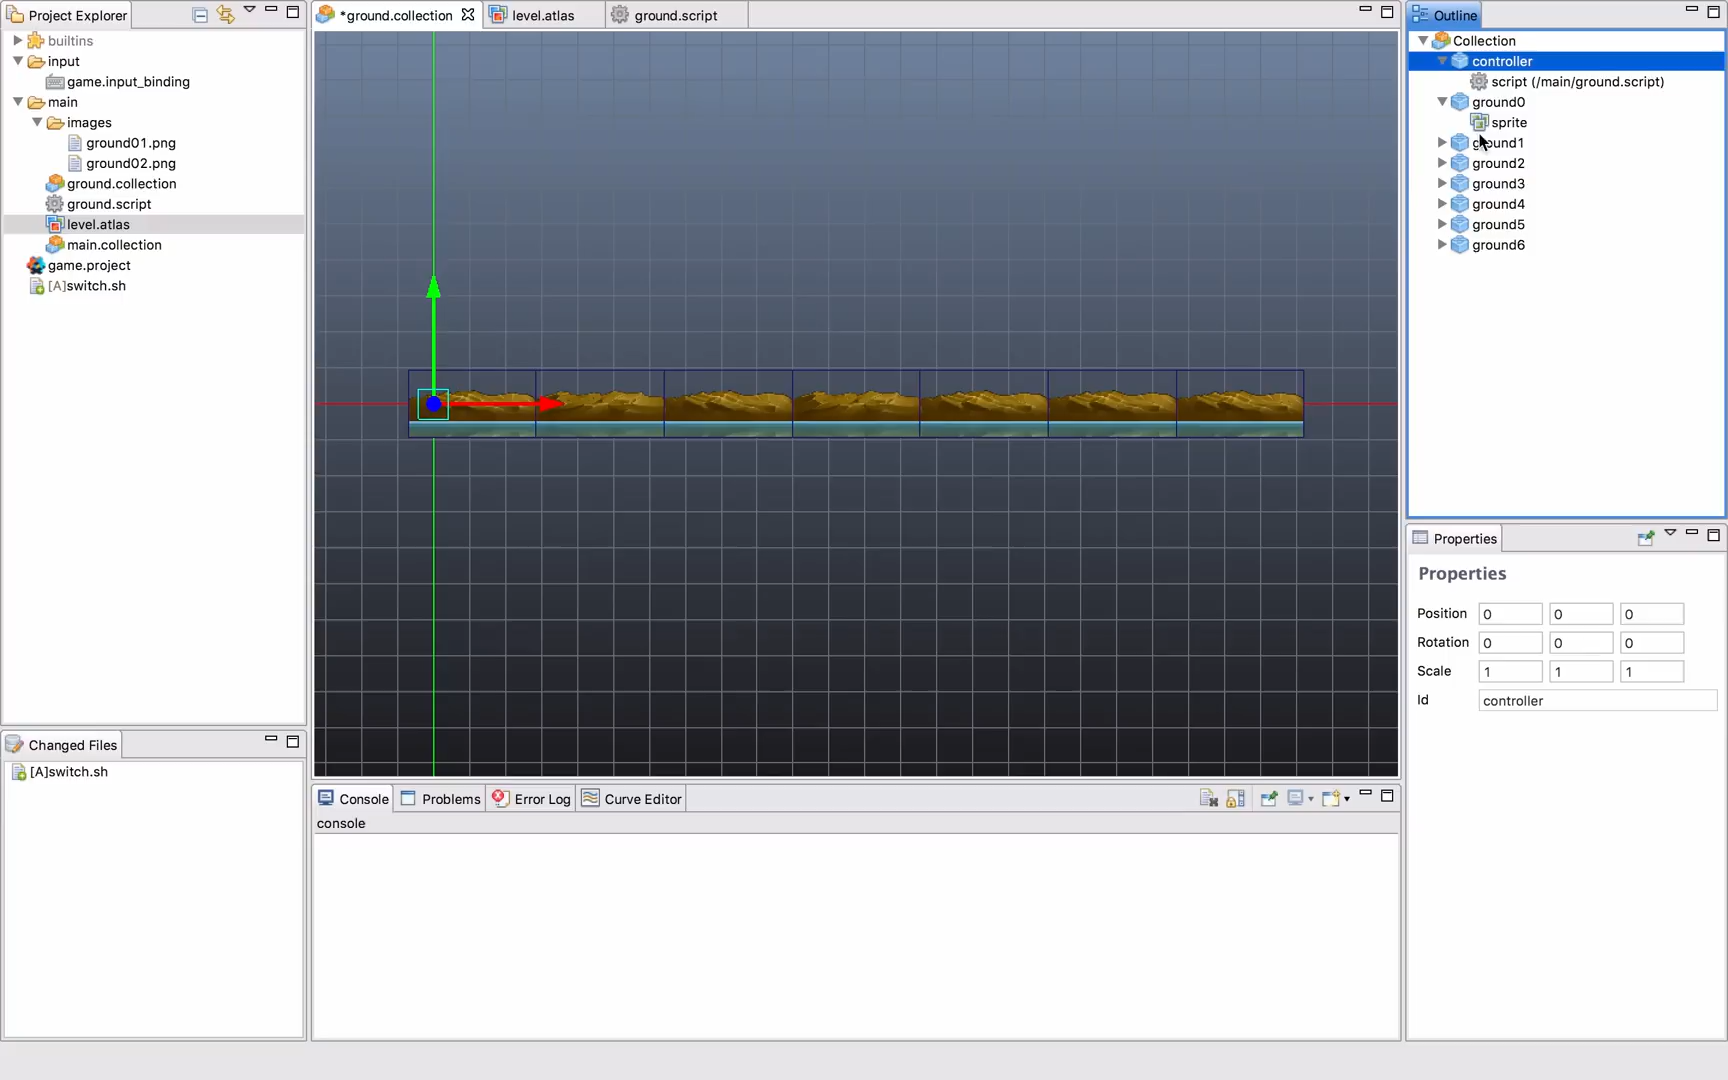 Project Explorer
builtins
input
game.input_binding
main
images
ground01.png
ground02.png
ground.collection
ground.script
level.atlas
main.collection
game.project
[A]switch.sh
Changed Files
[A]switch.sh
*ground.collection
level.atlas
ground.script
Console
Problems
Error Log
Curve Editor
console
Outline
Collection
controller
script (/main/ground.script)
ground0
sprite
ground1
ground2
ground3
ground4
ground5
ground6
Properties
Properties
Position 0 0 0
Rotation 0 0 0
Scale 1 1 1
Id controller